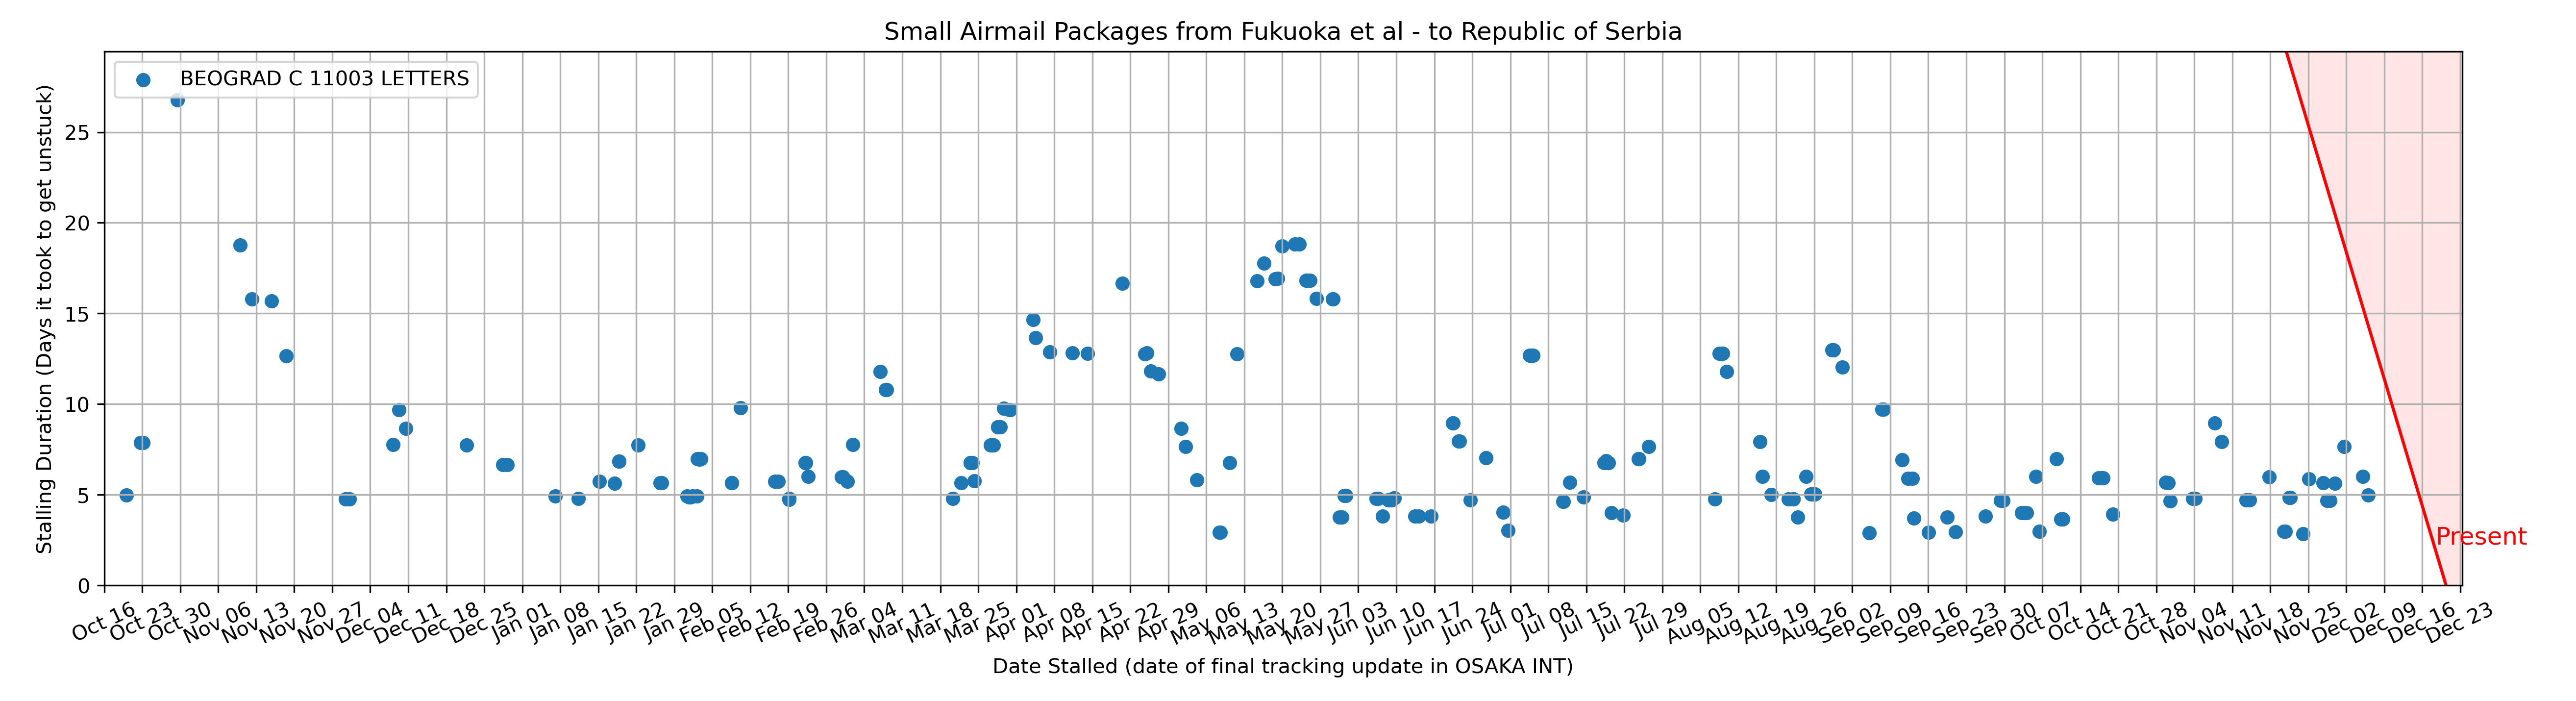 Small Airmail Packages from Fukuoka et al - to Republic of Serbia
BEOGRAD C 11003 LETTERS
Stalling Duration (Days it took to get unstuck)
25
20
15
10
5
0
Present
Oct 16
Oct 23
Oct 30
Nov 06
Nov 13
Nov 20
Nov 27
Dec 04
Dec 11
Dec 18
Dec 25
Jan 01
Jan 08
Jan 15
Jan 22
Jan 29
Feb 05
Feb 12
Feb 19
Feb 26
Mar 04
Mar 11
Mar 18
Mar 25
Apr 01
Apr 08
Apr 15
Apr 22
Apr 29
May 06
May 13
May 20
May 27
Jun 03
Jun 10
Jun 17
Jun 24
Jul 01
Jul 08
Jul 15
Jul 22
Jul 29
Aug 05
Aug 12
Aug 19
Aug 26
Sep 02
Sep 09
Sep 16
Sep 23
Sep 30
Oct 07
Oct 14
Oct 21
Oct 28
Nov 04
Nov 11
Nov 18
Nov 25
Dec 02
Dec 09
Dec 16
Dec 23
Date Stalled (date of final tracking update in OSAKA INT)